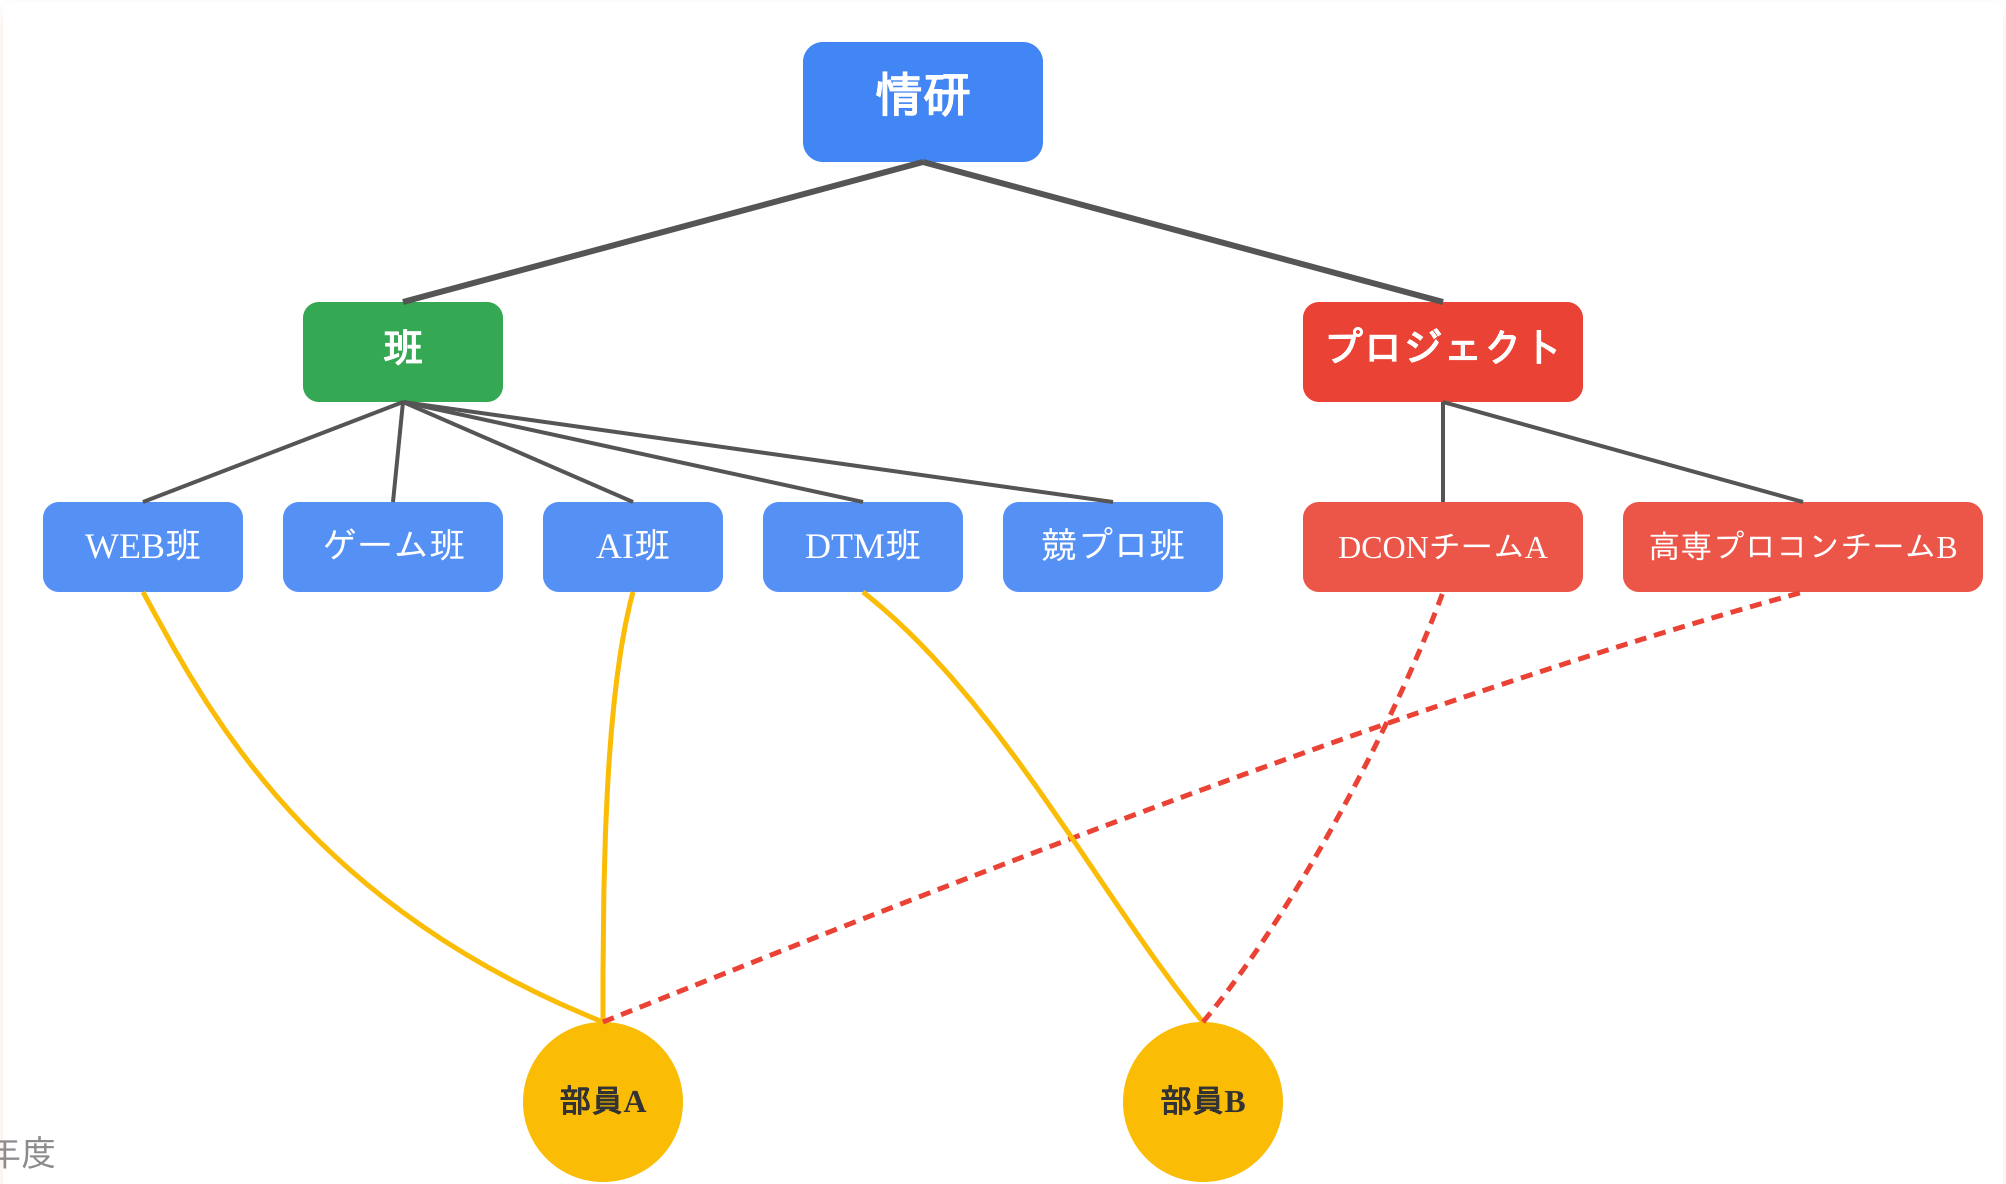 情研
班
プロジェクト
WEB班
ゲーム班
AI班
DTM班
競プロ班
DCONチームA
高専プロコンチームB
部員A
部員B
年度